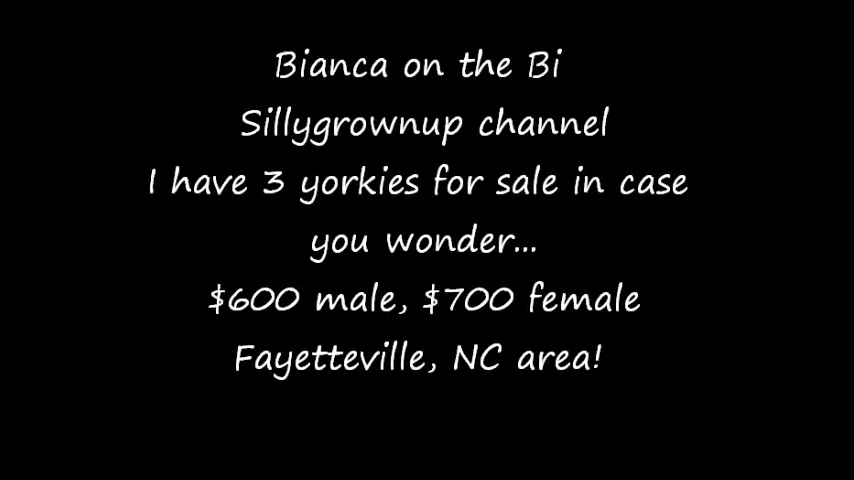 Bianca on the Bi
Sillygrownup channel
I have 3 yorkies for sale in case
you wonder...
$600 male, $700 female
Fayetteville, NC area!